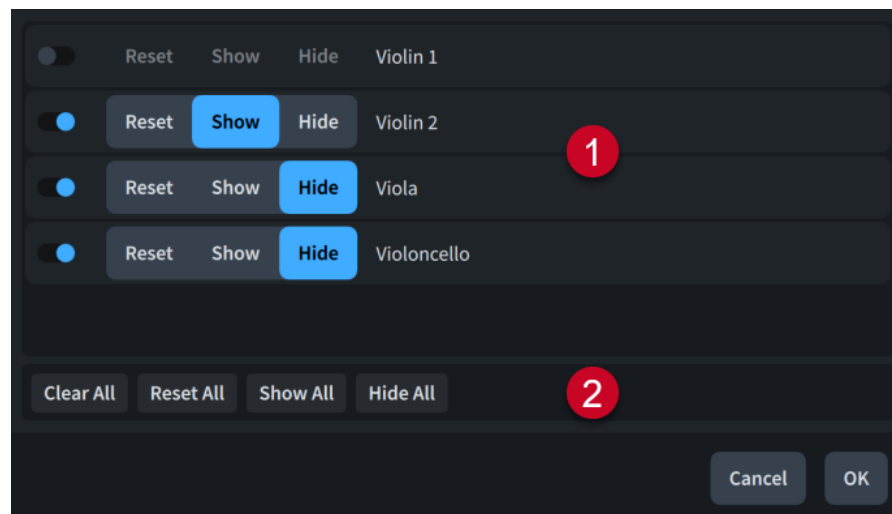 Reset Show Hide Violin 1
Reset Show Hide Violin 2
1
Reset Show Hide Viola
Reset Show Hide Violoncello
Clear All Reset All Show All Hide All 2
Cancel OK